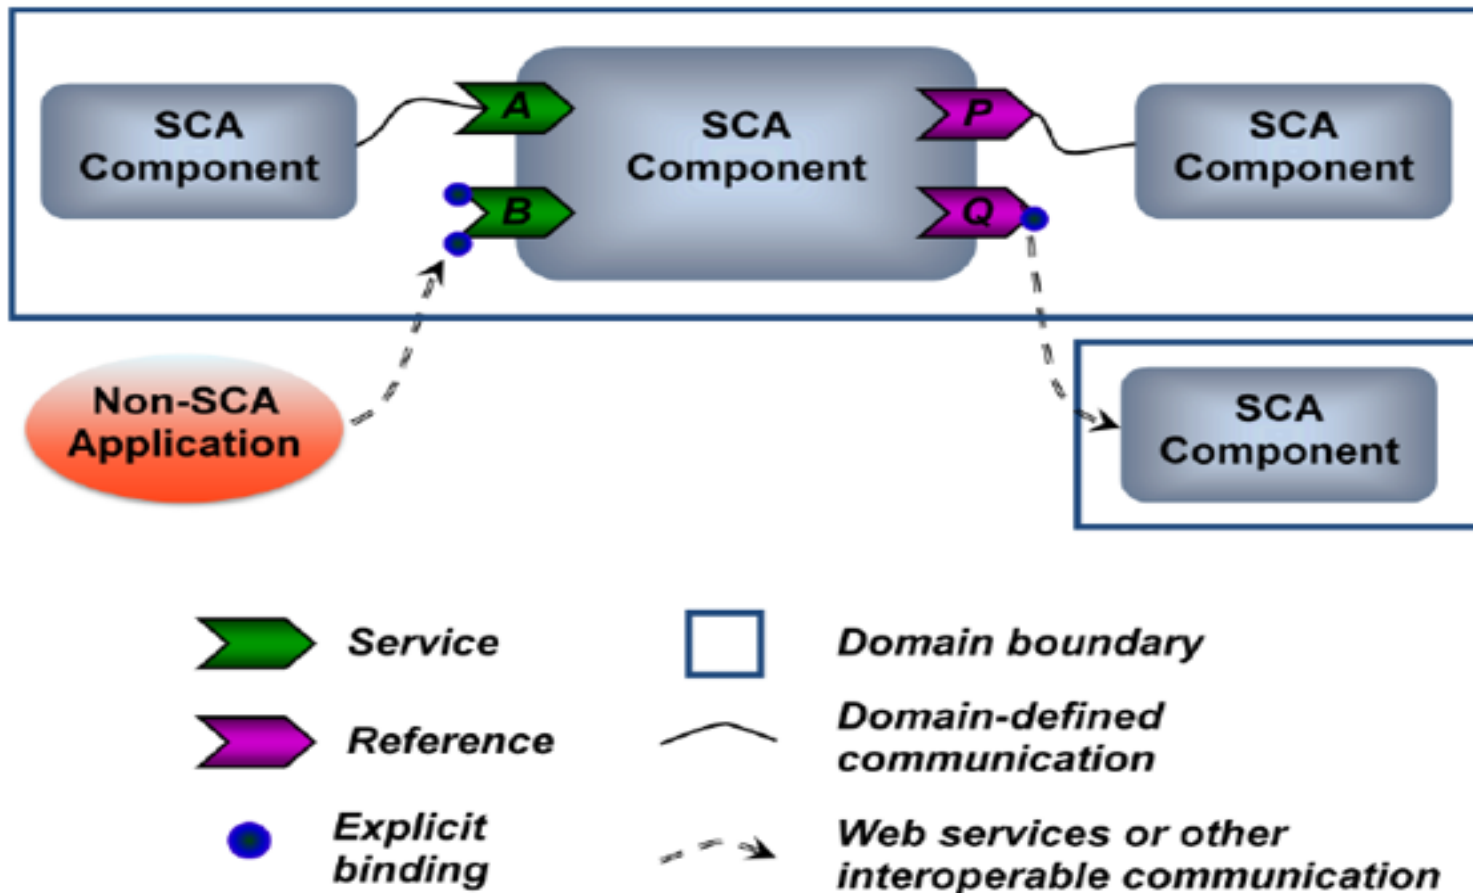 SCA
Component
A
SCA
Component
P
SCA
Component
B
Q
Non-SCA
Application
SCA
Component
Service
Domain boundary
Reference
Domain-defined
communication
Explicit
binding
Web services or other
interoperable communication